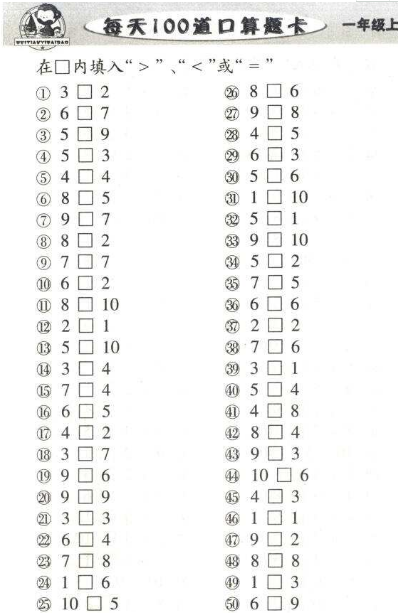 WEITIANYIBAIDAO
每天100道口算题卡
一年级上
在□内填入“＞”、“＜”或“＝”
① 3 □ 2
② 6 □ 7
③ 5 □ 9
④ 5 □ 3
⑤ 4 □ 4
⑥ 8 □ 5
⑦ 9 □ 7
⑧ 8 □ 2
⑨ 7 □ 7
⑩ 6 □ 2
⑪ 8 □ 10
⑫ 2 □ 1
⑬ 5 □ 10
⑭ 3 □ 4
⑮ 7 □ 4
⑯ 6 □ 5
⑰ 4 □ 2
⑱ 3 □ 7
⑲ 9 □ 6
⑳ 9 □ 9
㉑ 3 □ 3
㉒ 6 □ 4
㉓ 7 □ 8
㉔ 1 □ 6
㉕ 10 □ 5
㉖ 8 □ 6
㉗ 9 □ 8
㉘ 4 □ 5
㉙ 6 □ 3
㉚ 5 □ 6
㉛ 1 □ 10
㉜ 5 □ 1
㉝ 9 □ 10
㉞ 5 □ 2
㉟ 7 □ 5
㊱ 6 □ 6
㊲ 2 □ 2
㊳ 7 □ 6
㊴ 3 □ 1
㊵ 5 □ 4
㊶ 4 □ 8
㊷ 8 □ 4
㊸ 9 □ 3
㊹ 10 □ 6
㊺ 4 □ 3
㊻ 1 □ 1
㊼ 9 □ 2
㊽ 8 □ 8
㊾ 1 □ 3
㊿ 6 □ 9